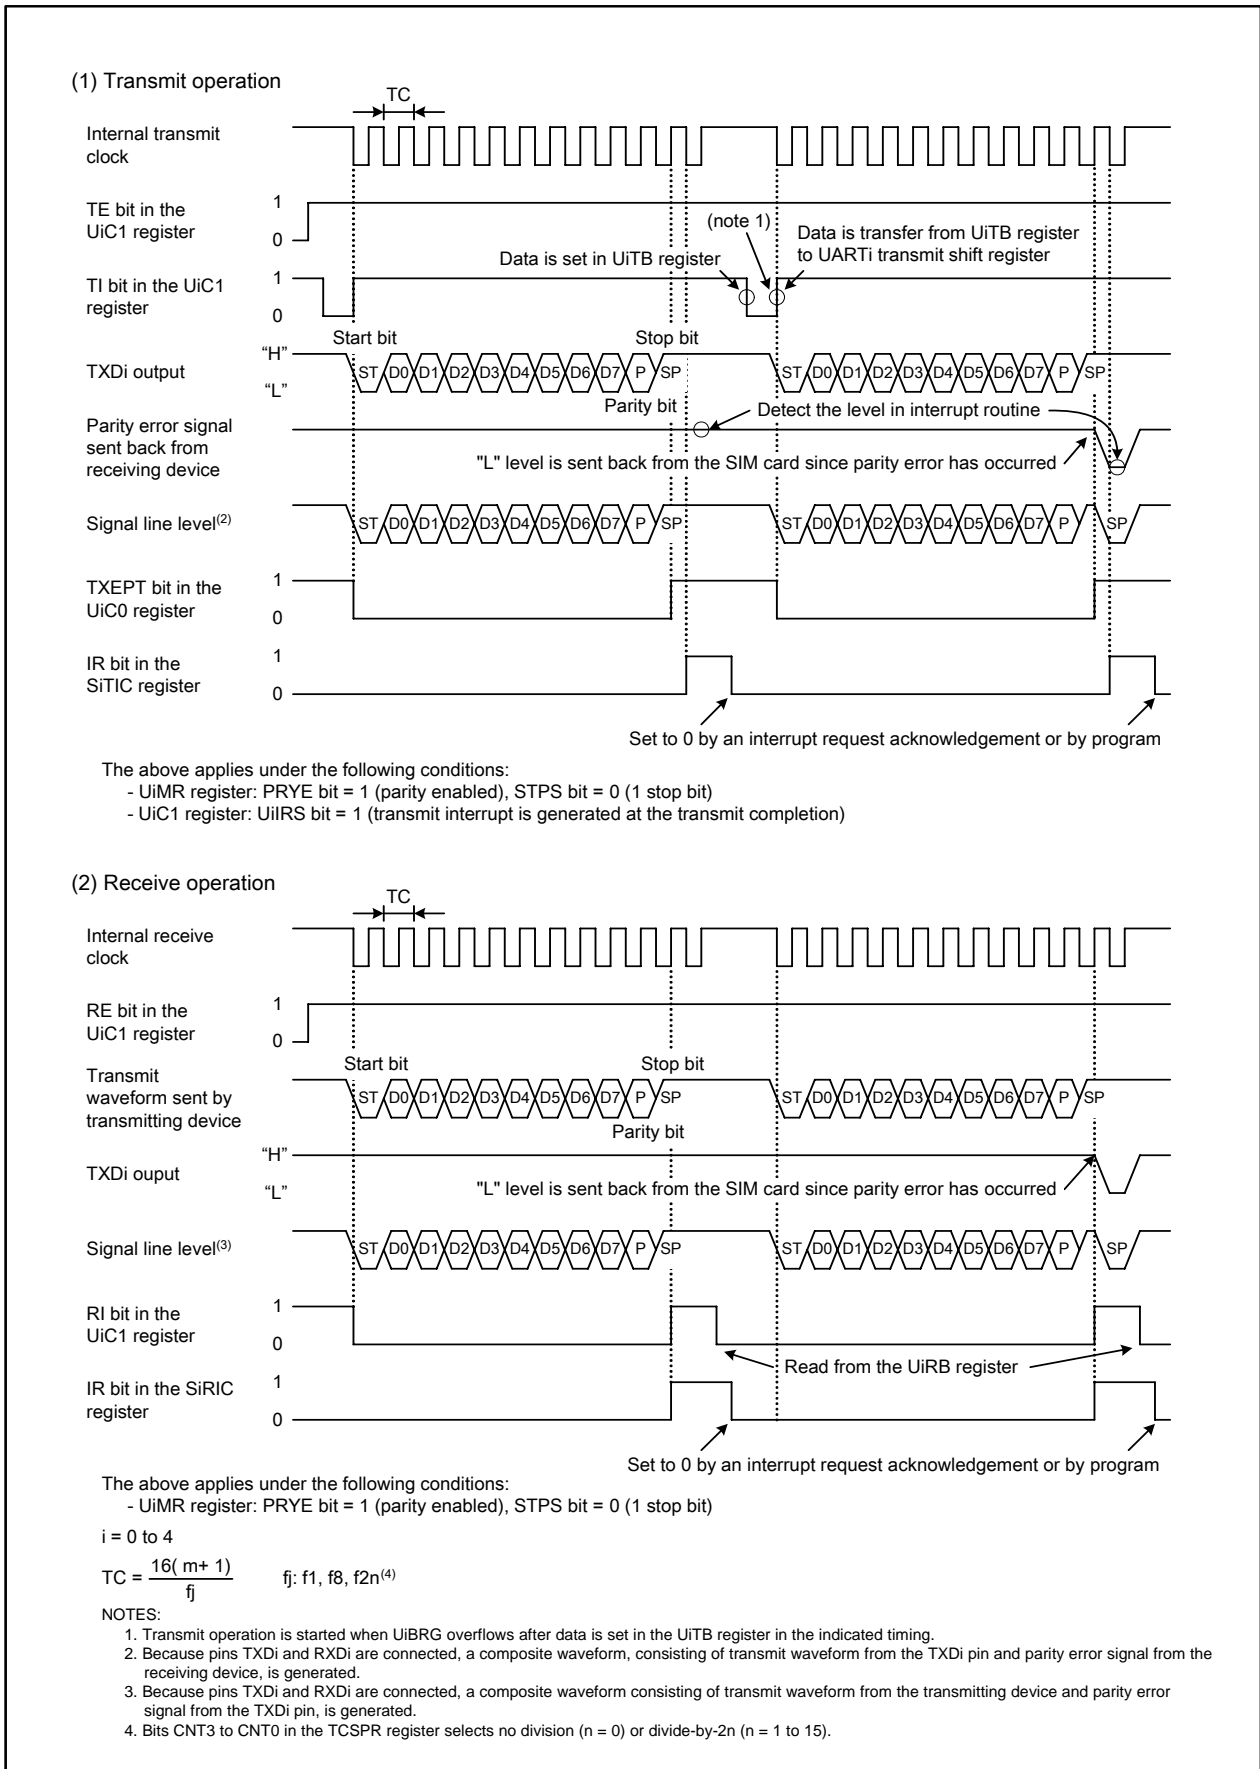 (1) Transmit operation
TC
Internal transmit
clock
TE bit in the
UiC1 register
1
0
(note 1)
Data is transfer from UiTB register
to UARTi transmit shift register
Data is set in UiTB register
TI bit in the UiC1
register
1
0
Start bit
Stop bit
TXDi output
“H”
“L”
ST D0 D1 D2 D3 D4 D5 D6 D7 P SP
ST D0 D1 D2 D3 D4 D5 D6 D7 P SP
Parity bit
Detect the level in interrupt routine
Parity error signal
sent back from
receiving device
"L" level is sent back from the SIM card since parity error has occurred
Signal line level(2)
ST D0 D1 D2 D3 D4 D5 D6 D7 P SP
ST D0 D1 D2 D3 D4 D5 D6 D7 P SP
TXEPT bit in the
UiC0 register
1
0
IR bit in the
SiTIC register
1
0
Set to 0 by an interrupt request acknowledgement or by program
The above applies under the following conditions:
- UiMR register: PRYE bit = 1 (parity enabled), STPS bit = 0 (1 stop bit)
- UiC1 register: UiIRS bit = 1 (transmit interrupt is generated at the transmit completion)
(2) Receive operation
TC
Internal receive
clock
RE bit in the
UiC1 register
1
0
Start bit
Stop bit
Transmit
waveform sent by
transmitting device
ST D0 D1 D2 D3 D4 D5 D6 D7 P SP
ST D0 D1 D2 D3 D4 D5 D6 D7 P SP
Parity bit
TXDi ouput
“H”
“L”
"L" level is sent back from the SIM card since parity error has occurred
Signal line level(3)
ST D0 D1 D2 D3 D4 D5 D6 D7 P SP
ST D0 D1 D2 D3 D4 D5 D6 D7 P SP
RI bit in the
UiC1 register
1
0
Read from the UiRB register
IR bit in the SiRIC
register
1
0
Set to 0 by an interrupt request acknowledgement or by program
The above applies under the following conditions:
- UiMR register: PRYE bit = 1 (parity enabled), STPS bit = 0 (1 stop bit)
i = 0 to 4
TC = 16( m+ 1) / fj fj: f1, f8, f2n(4)
NOTES:
1. Transmit operation is started when UiBRG overflows after data is set in the UiTB register in the indicated timing.
2. Because pins TXDi and RXDi are connected, a composite waveform, consisting of transmit waveform from the TXDi pin and parity error signal from the
receiving device, is generated.
3. Because pins TXDi and RXDi are connected, a composite waveform consisting of transmit waveform from the transmitting device and parity error
signal from the TXDi pin, is generated.
4. Bits CNT3 to CNT0 in the TCSPR register selects no division (n = 0) or divide-by-2n (n = 1 to 15).